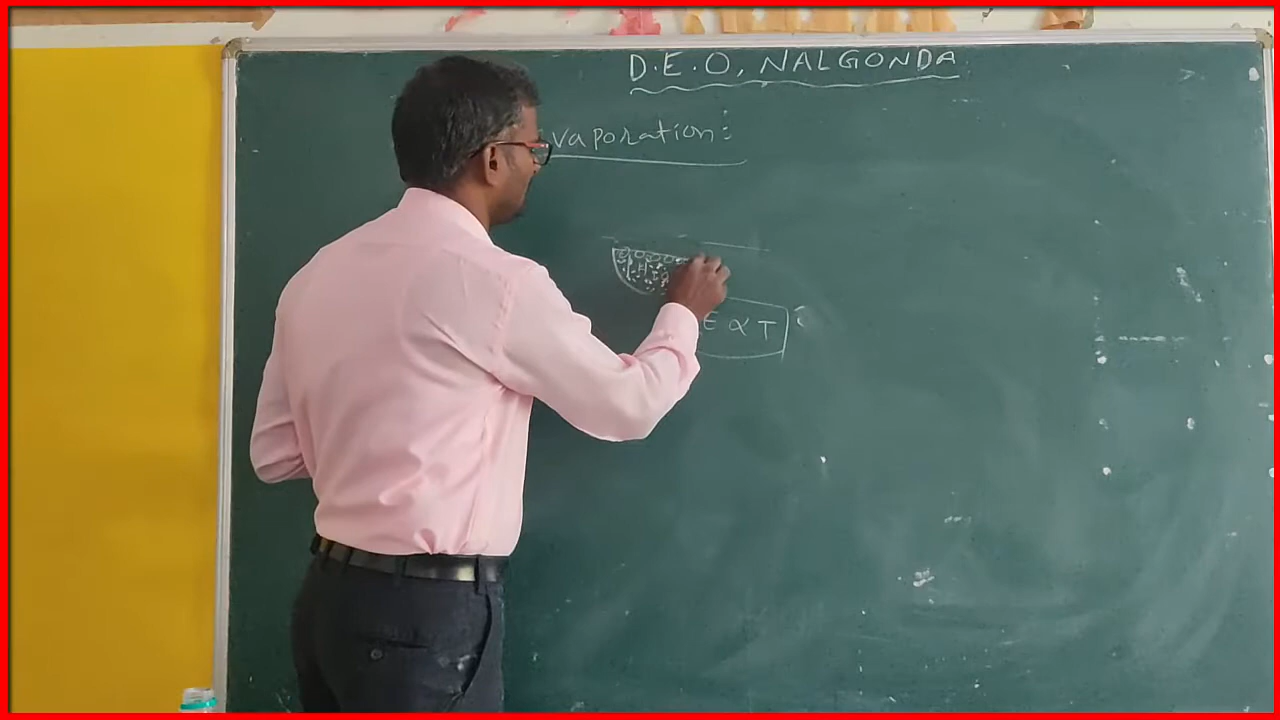 D.E.O, NALGONDA
vaporation:
E ∝ T